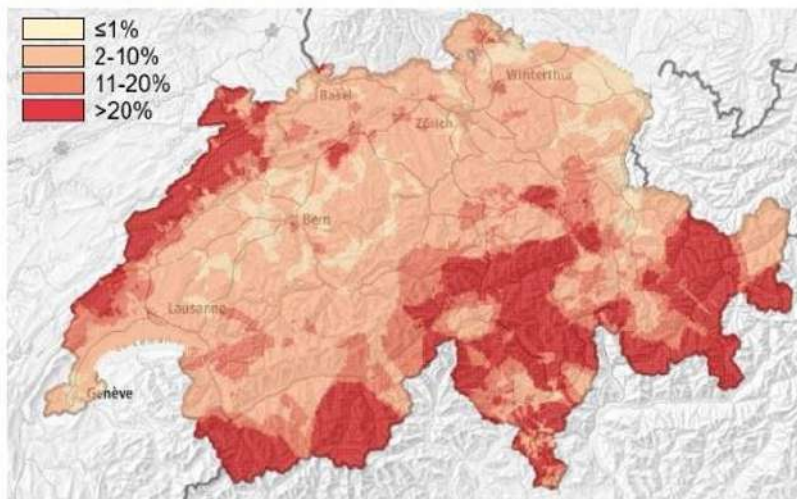 ≤1%
2-10%
11-20%
>20%
Basel
Winterthur
Zürich
Bern
Lausanne
Genève